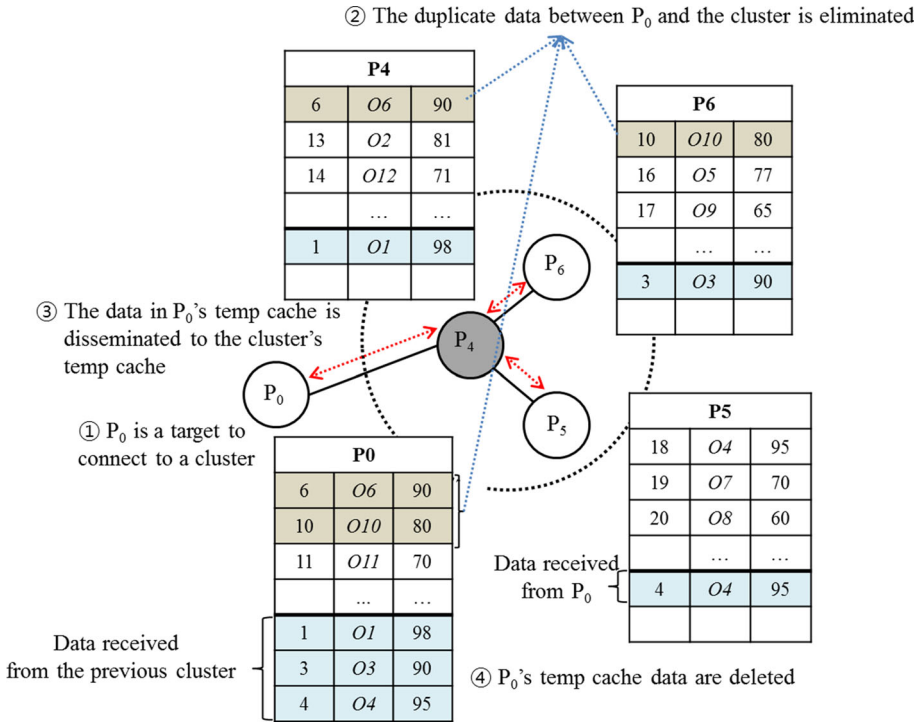 ② The duplicate data between P0 and the cluster is eliminated
P4
6 O6 90
13 O2 81
14 O12 71
... ...
1 O1 98
P6
10 O10 80
16 O5 77
17 O9 65
... ...
3 O3 90
③ The data in P0's temp cache is
disseminated to the cluster's
temp cache
P6
P4
P0
P5
① P0 is a target to
connect to a cluster
P0
6 O6 90
10 O10 80
11 O11 70
... ...
1 O1 98
3 O3 90
4 O4 95
Data received
from the previous cluster
P5
18 O4 95
19 O7 70
20 O8 60
... ...
4 O4 95
Data received
from P0
④ P0's temp cache data are deleted